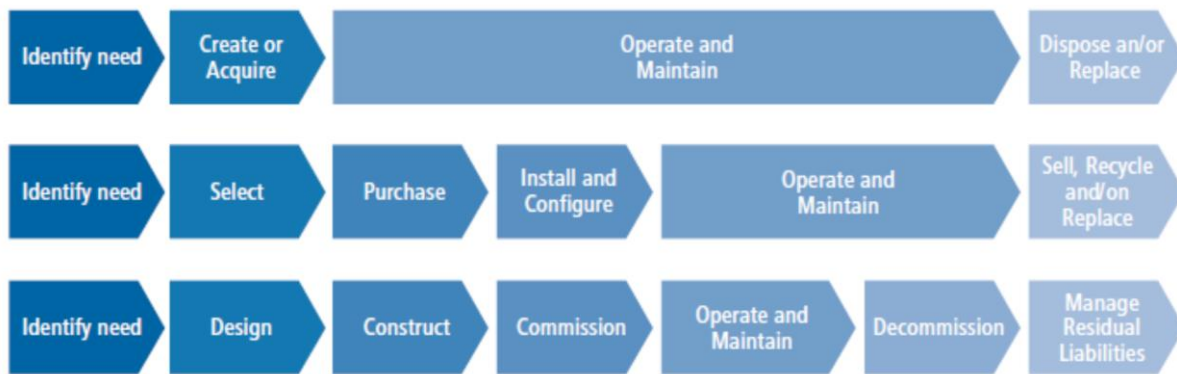 Identify need
Create or
Acquire
Operate and
Maintain
Dispose an/or
Replace
Identify need
Select
Purchase
Install and
Configure
Operate and
Maintain
Sell, Recycle
and/on
Replace
Identify need
Design
Construct
Commission
Operate and
Maintain
Decommission
Manage
Residual
Liabilities